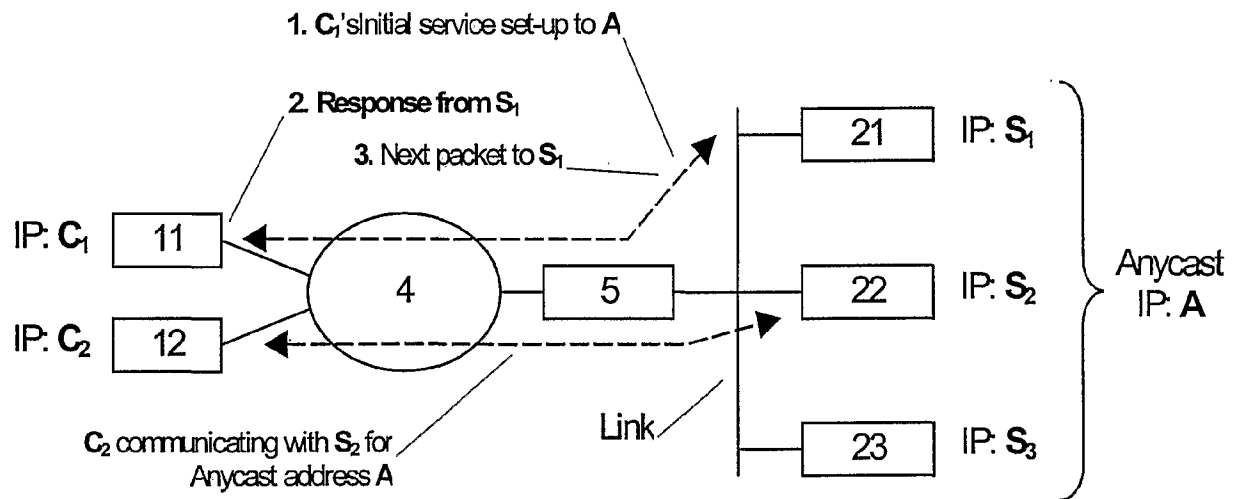 1. C₁'sInitial service set-up to A
2. Response from S₁
3. Next packet to S₁
21 IP: S₁
IP: C₁ 11
4 5 22 IP: S₂
Anycast
IP: A
IP: C₂ 12
C₂ communicating with S₂ for
Anycast address A
Link
23 IP: S₃